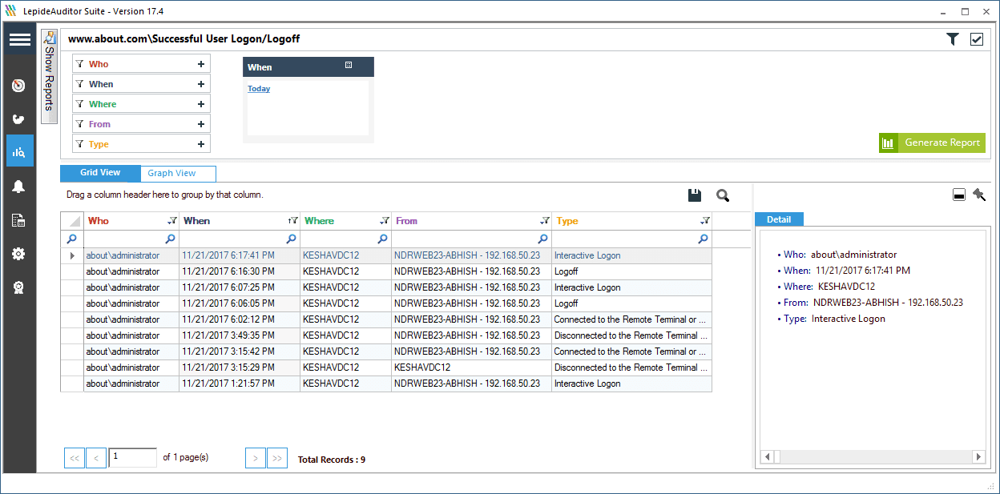 LepideAuditor Suite - Version 17.4
Show Reports
www.about.com\Successful User Logon/Logoff
Who +
When +
Where +
From +
Type +
When
Today
Generate Report
Grid View Graph View
Drag a column header here to group by that column.
Who When Where From Type
about\administrator 11/21/2017 6:17:41 PM KESHAVDC12 NDRWEB23-ABHISH - 192.168.50.23 Interactive Logon
about\administrator 11/21/2017 6:16:30 PM KESHAVDC12 NDRWEB23-ABHISH - 192.168.50.23 Logoff
about\administrator 11/21/2017 6:07:25 PM KESHAVDC12 NDRWEB23-ABHISH - 192.168.50.23 Interactive Logon
about\administrator 11/21/2017 6:06:05 PM KESHAVDC12 NDRWEB23-ABHISH - 192.168.50.23 Logoff
about\administrator 11/21/2017 6:02:12 PM KESHAVDC12 NDRWEB23-ABHISH - 192.168.50.23 Connected to the Remote Terminal or ...
about\administrator 11/21/2017 3:49:35 PM KESHAVDC12 NDRWEB23-ABHISH - 192.168.50.23 Disconnected to the Remote Terminal ...
about\administrator 11/21/2017 3:15:42 PM KESHAVDC12 NDRWEB23-ABHISH - 192.168.50.23 Connected to the Remote Terminal or ...
about\administrator 11/21/2017 3:15:29 PM KESHAVDC12 KESHAVDC12 Disconnected to the Remote Terminal ...
about\administrator 11/21/2017 1:21:57 PM KESHAVDC12 NDRWEB23-ABHISH - 192.168.50.23 Interactive Logon
<< < 1 of 1 page(s) > >> Total Records : 9
Detail
• Who: about\administrator
• When: 11/21/2017 6:17:41 PM
• Where: KESHAVDC12
• From: NDRWEB23-ABHISH - 192.168.50.23
• Type: Interactive Logon